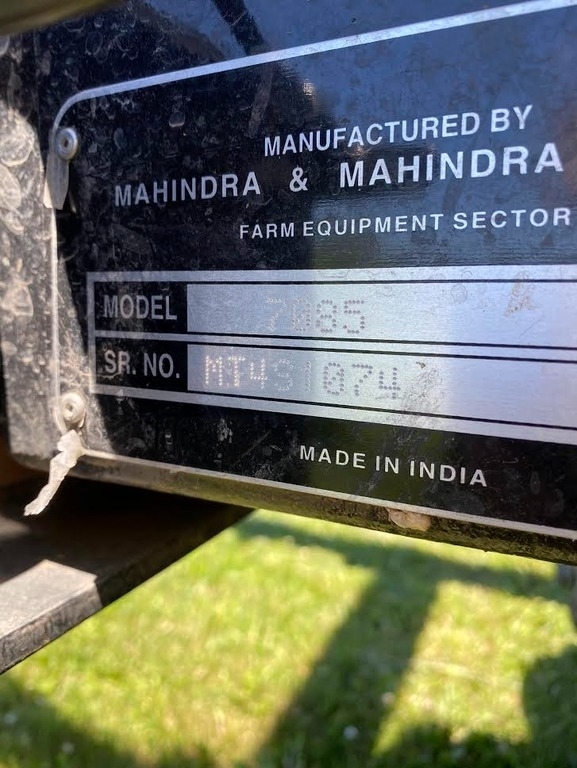 MANUFACTURED BY
MAHINDRA & MAHINDRA
FARM EQUIPMENT SECTOR
MODEL 7085
SR. NO. MT4S1074
MADE IN INDIA